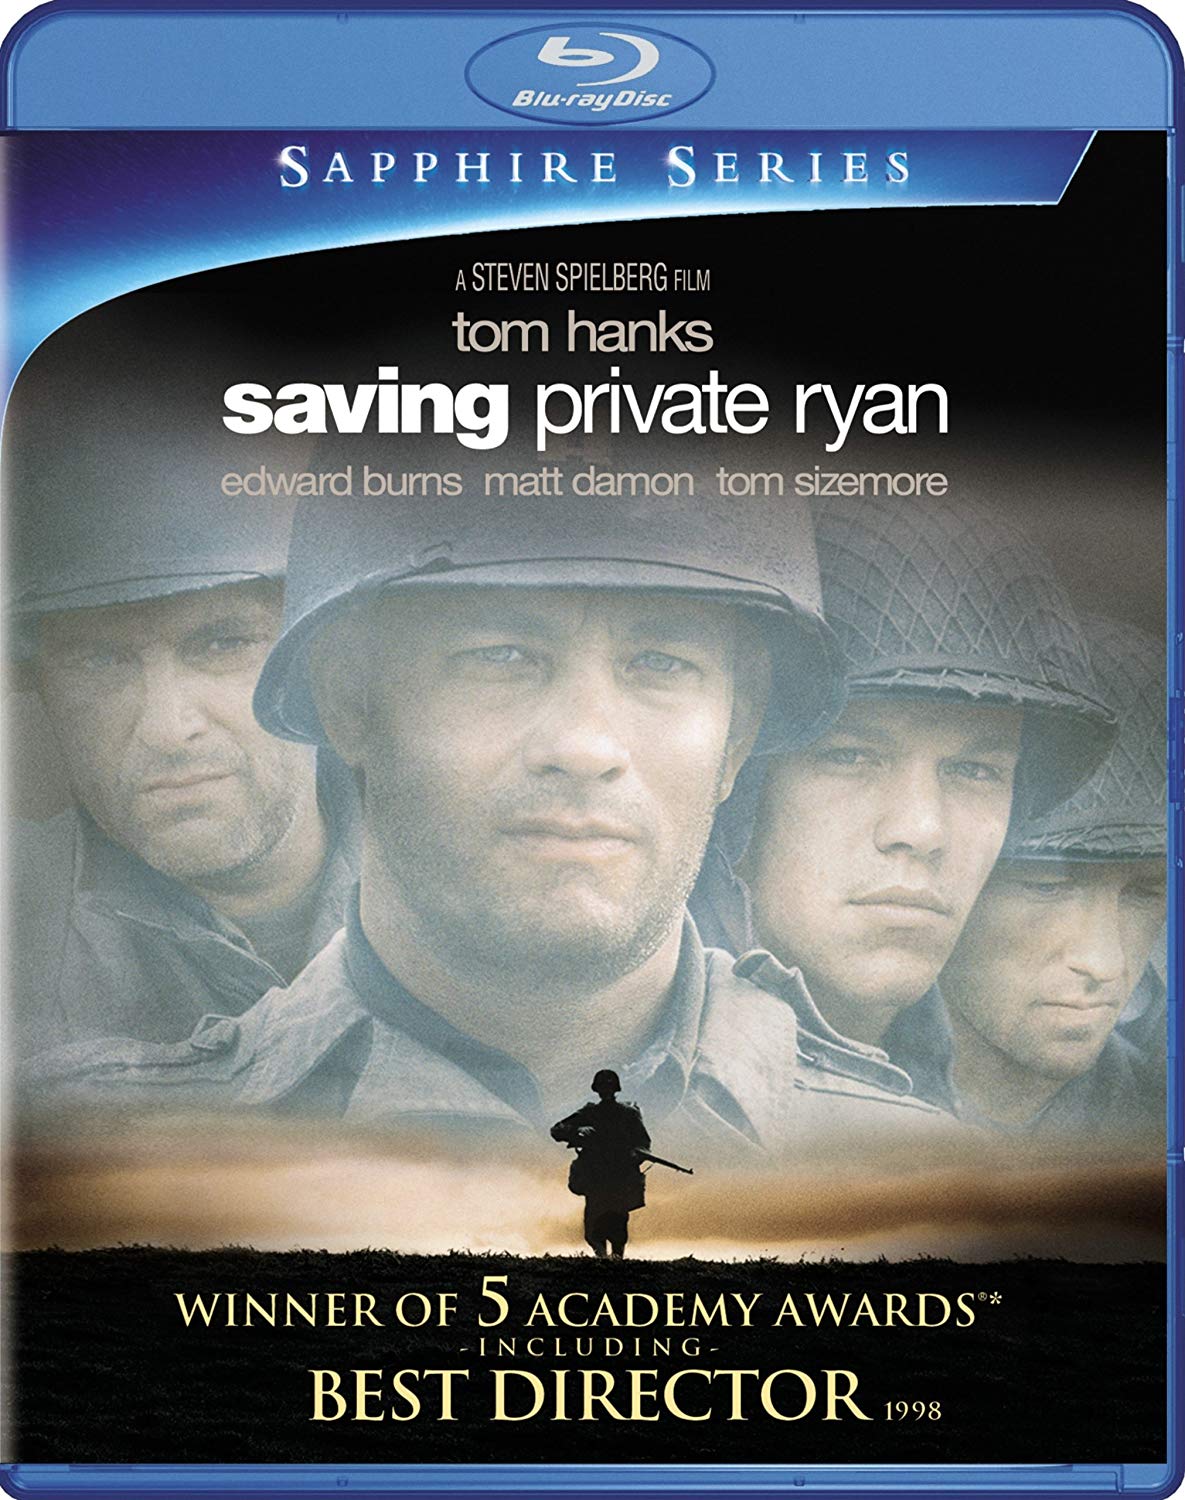 Blu-ray Disc
SAPPHIRE SERIES
A STEVEN SPIELBERG FILM
tom hanks
saving private ryan
edward burns matt damon tom sizemore
WINNER OF 5 ACADEMY AWARDS®*
-INCLUDING-
BEST DIRECTOR 1998